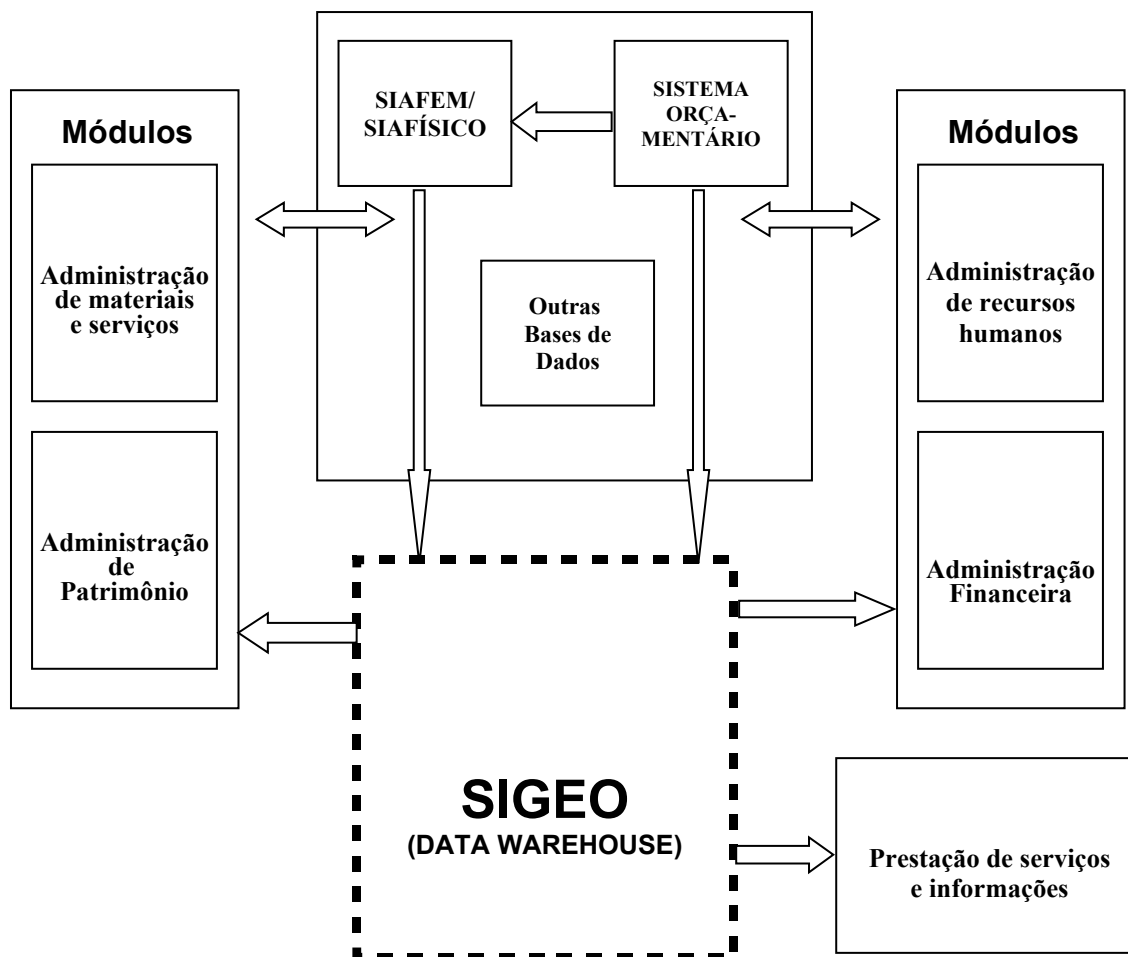 Módulos
Administração
de materiais
e serviços
Administração
de
Patrimônio
SIAFEM/
SIAFÍSICO
SISTEMA
ORÇA-
MENTÁRIO
Outras
Bases de
Dados
Módulos
Administração
de recursos
humanos
Administração
Financeira
SIGEO
(DATA WAREHOUSE)
Prestação de serviços
e informações